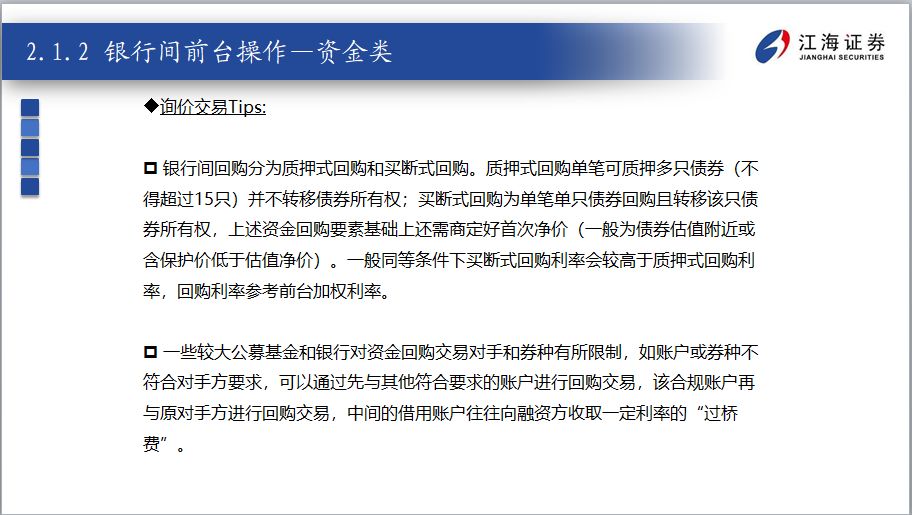 2.1.2 银行间前台操作—资金类
江海证券
JIANGHAI SECURITIES
◆询价交易Tips:
银行间回购分为质押式回购和买断式回购。质押式回购单笔可质押多只债券（不
得超过15只）并不转移债券所有权；买断式回购为单笔单只债券回购且转移该只债
券所有权，上述资金回购要素基础上还需商定好首次净价（一般为债券估值附近或
含保护价低于估值净价）。一般同等条件下买断式回购利率会较高于质押式回购利
率，回购利率参考前台加权利率。
一些较大公募基金和银行对资金回购交易对手和券种有所限制，如账户或券种不
符合对手方要求，可以通过先与其他符合要求的账户进行回购交易，该合规账户再
与原对手方进行回购交易，中间的借用账户往往向融资方收取一定利率的“过桥
费”。